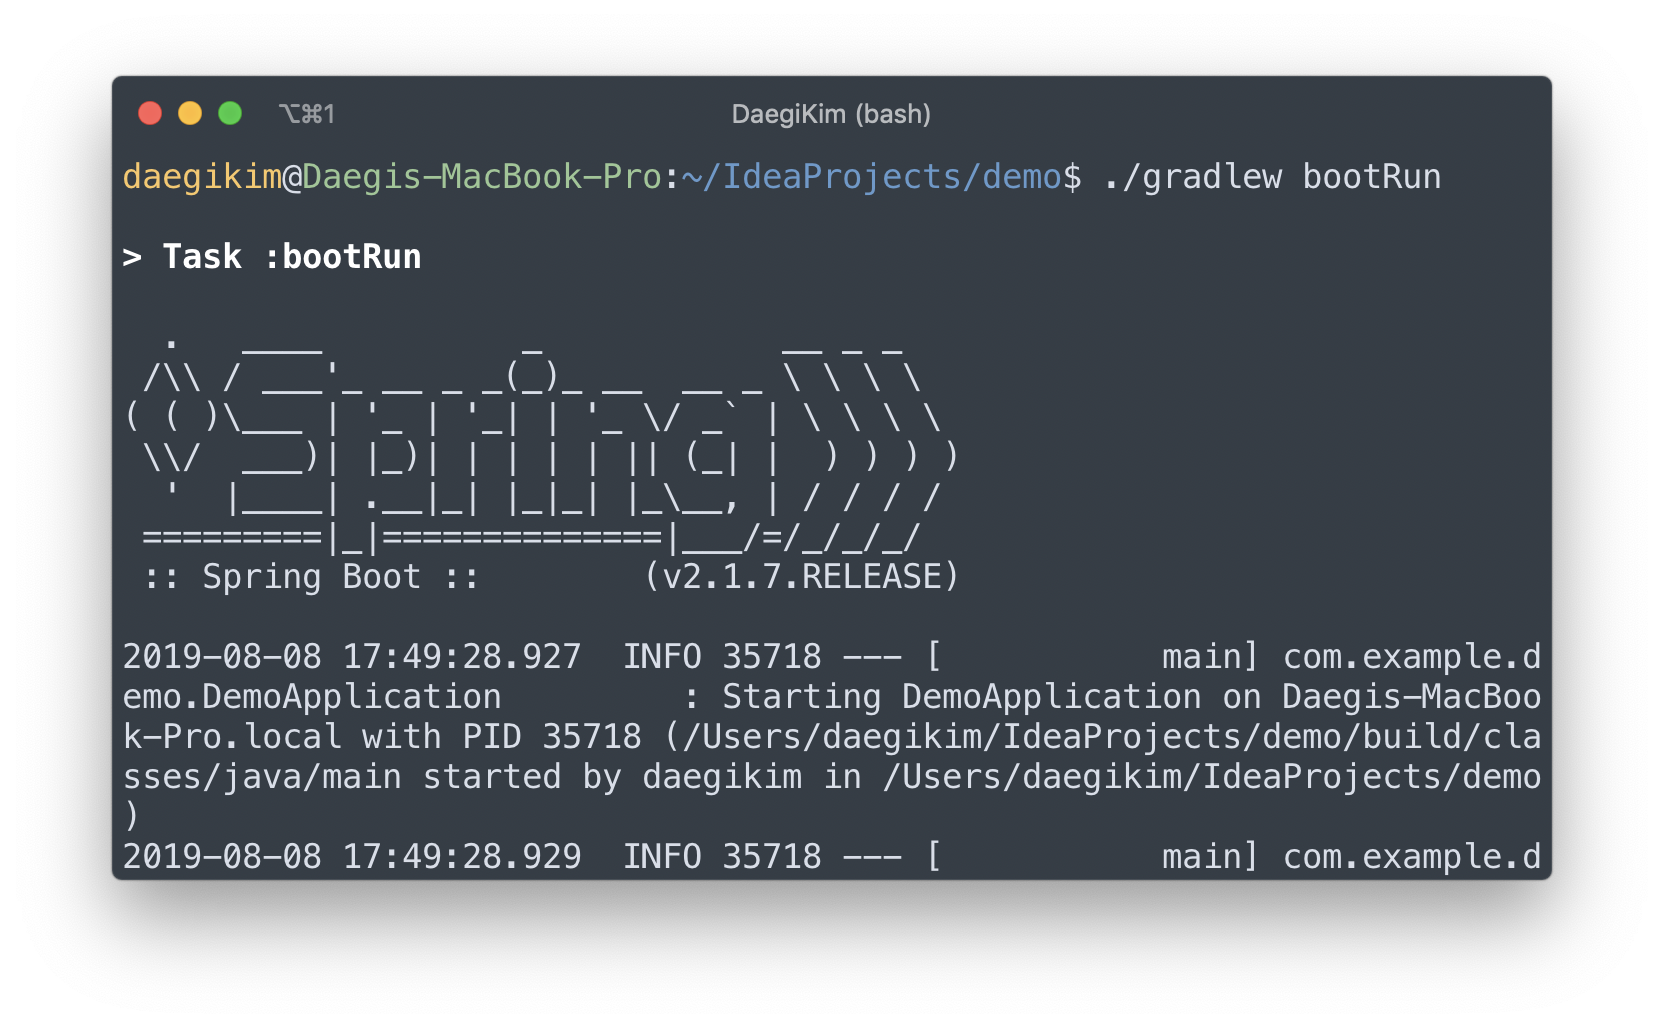 ⌥⌘1 DaegiKim (bash)
daegikim@Daegis-MacBook-Pro:~/IdeaProjects/demo$ ./gradlew bootRun
> Task :bootRun
  .   ____          _            __ _ _
 /\\ / ___'_ __ _ _(_)_ __  __ _ \ \ \ \
( ( )\___ | '_ | '_| | '_ \/ _` | \ \ \ \
 \\/  ___)| |_)| | | | | || (_| |  ) ) ) )
  '  |____| .__|_| |_|_| |_\__, | / / / /
 =========|_|==============|___/=/_/_/_/
 :: Spring Boot ::        (v2.1.7.RELEASE)
2019-08-08 17:49:28.927  INFO 35718 --- [           main] com.example.d
emo.DemoApplication         : Starting DemoApplication on Daegis-MacBoo
k-Pro.local with PID 35718 (/Users/daegikim/IdeaProjects/demo/build/cla
sses/java/main started by daegikim in /Users/daegikim/IdeaProjects/demo
)
2019-08-08 17:49:28.929  INFO 35718 --- [           main] com.example.d